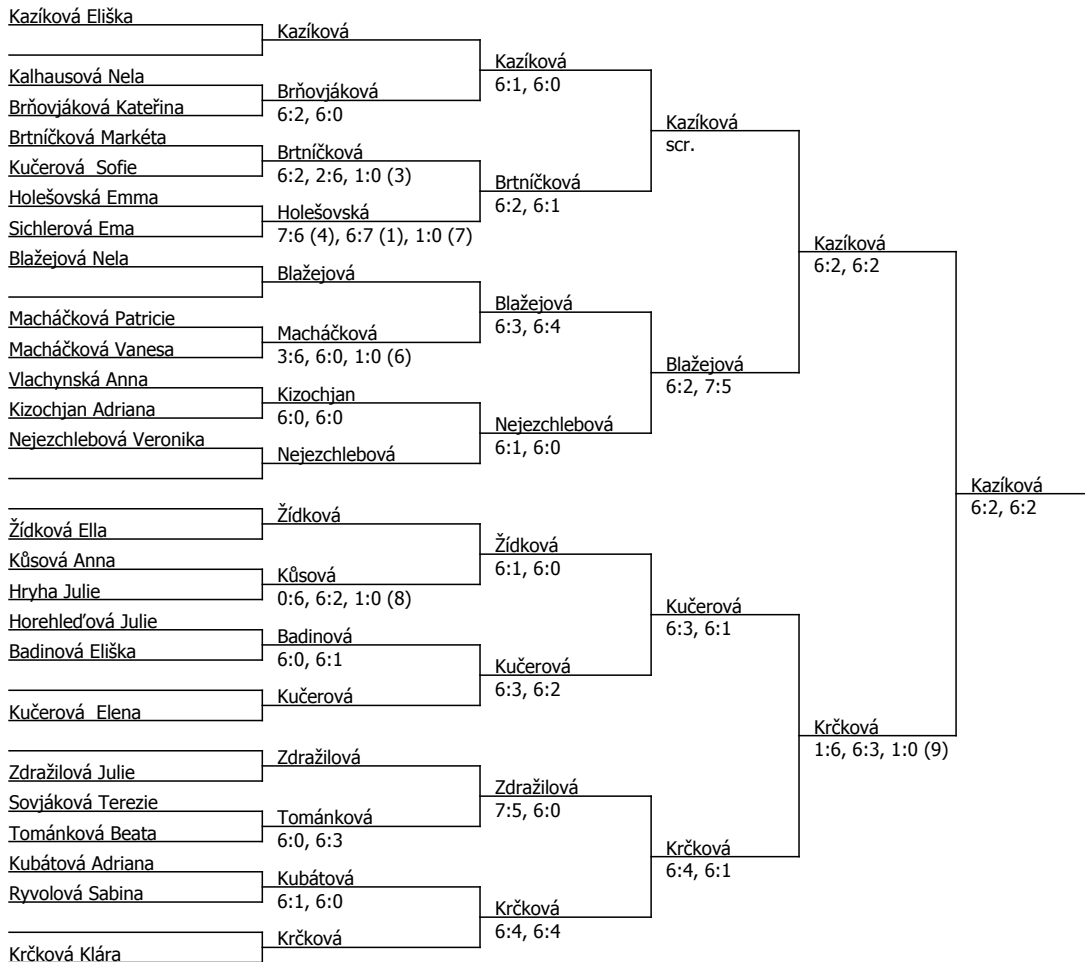 Kazíková Eliška
Kalhausová Nela
Brňovjáková Kateřina
Brtníčková Markéta
Kučerová  Sofie
Holešovská Emma
Sichlerová Ema
Blažejová Nela
Macháčková Patricie
Macháčková Vanesa
Vlachynská Anna
Kizochjan Adriana
Nejezchlebová Veronika
Žídková Ella
Kůsová Anna
Hryha Julie
Horehleďová Julie
Badinová Eliška
Kučerová  Elena
Zdražilová Julie
Sovjáková Terezie
Tománková Beata
Kubátová Adriana
Ryvolová Sabina
Krčková Klára
Kazíková
Brňovjáková
6:2, 6:0
Brtníčková
6:2, 2:6, 1:0 (3)
Holešovská
7:6 (4), 6:7 (1), 1:0 (7)
Blažejová
Macháčková
3:6, 6:0, 1:0 (6)
Kizochjan
6:0, 6:0
Nejezchlebová
Žídková
Kůsová
0:6, 6:2, 1:0 (8)
Badinová
6:0, 6:1
Kučerová
Zdražilová
Tománková
6:0, 6:3
Kubátová
6:1, 6:0
Krčková
Kazíková
6:1, 6:0
Brtníčková
6:2, 6:1
Blažejová
6:3, 6:4
Nejezchlebová
6:1, 6:0
Žídková
6:1, 6:0
Kučerová
6:3, 6:2
Zdražilová
7:5, 6:0
Krčková
6:4, 6:4
Kazíková
scr.
Blažejová
6:2, 7:5
Kučerová
6:3, 6:1
Krčková
6:4, 6:1
Kazíková
6:2, 6:2
Krčková
1:6, 6:3, 1:0 (9)
Kazíková
6:2, 6:2